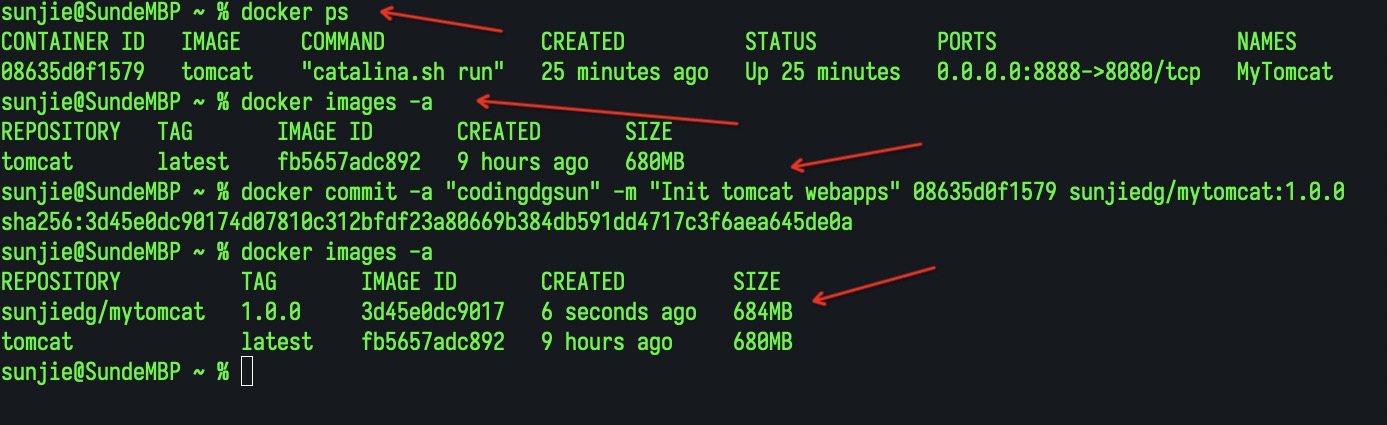 sunjie@SundeMBP ~ % docker ps
CONTAINER ID   IMAGE     COMMAND             CREATED          STATUS          PORTS                    NAMES
08635d0f1579   tomcat    "catalina.sh run"   25 minutes ago   Up 25 minutes   0.0.0.0:8888->8080/tcp   MyTomcat
sunjie@SundeMBP ~ % docker images -a
REPOSITORY   TAG       IMAGE ID       CREATED       SIZE
tomcat       latest    fb5657adc892   9 hours ago   680MB
sunjie@SundeMBP ~ % docker commit -a "codingdgsun" -m "Init tomcat webapps" 08635d0f1579 sunjiedg/mytomcat:1.0.0
sha256:3d45e0dc90174d07810c312bfdf23a80669b384db591dd4717c3f6aea645de0a
sunjie@SundeMBP ~ % docker images -a
REPOSITORY          TAG       IMAGE ID       CREATED         SIZE
sunjiedg/mytomcat   1.0.0     3d45e0dc9017   6 seconds ago   684MB
tomcat              latest    fb5657adc892   9 hours ago     680MB
sunjie@SundeMBP ~ %